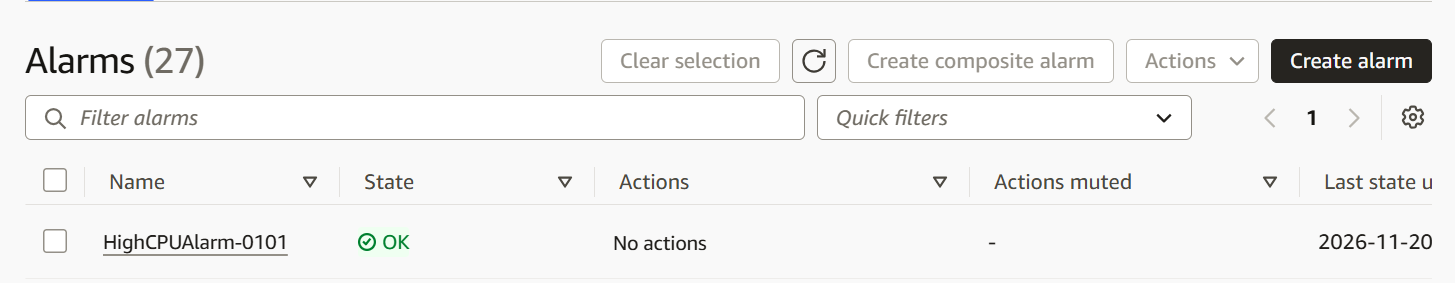 Alarms (27)
Clear selection
Create composite alarm
Actions
Create alarm
Filter alarms
Quick filters
1
Name
State
Actions
Actions muted
Last state u
HighCPUAlarm-0101
OK
No actions
-
2026-11-20